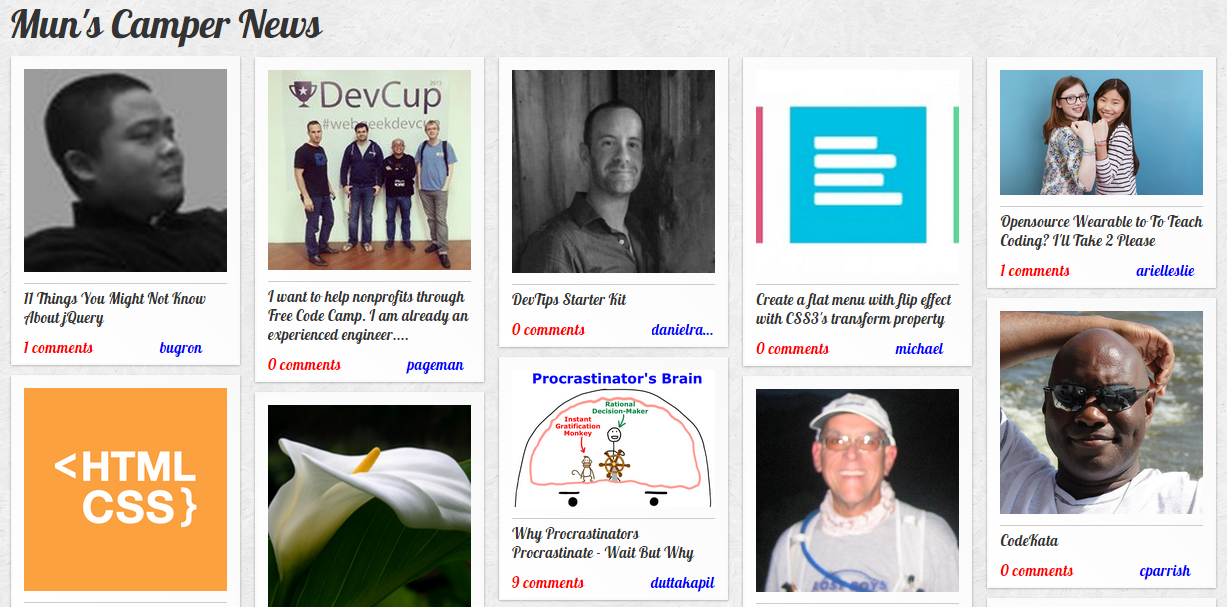 Mun's Camper News
11 Things You Might Not Know
About jQuery
1 comments
bugron
<HTML
CSS}
2013
DevCup
#webgeekdevcup
I want to help nonprofits through
Free Code Camp. I am already an
experienced engineer....
0 comments
pageman
DevTips Starter Kit
0 comments
danielra...
Procrastinator's Brain
Rational
Decision-Maker
Instant
Gratification
Monkey
Why Procrastinators
Procrastinate - Wait But Why
9 comments
duttakapil
Create a flat menu with flip effect
with CSS3's transform property
0 comments
michael
LOST BOYS
Opensource Wearable to To Teach
Coding? I'll Take 2 Please
1 comments
arielleslie
CodeKata
0 comments
cparrish